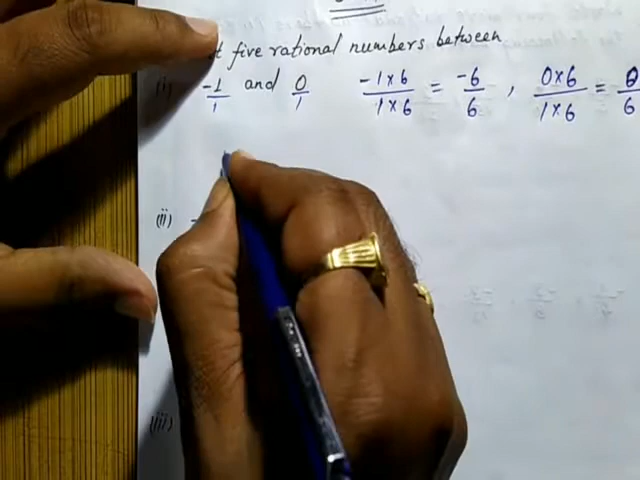 five rational numbers between
(i) -1/1 and 0/1 -1×6/1×6 = -6/6 , 0×6/1×6 = 0/6
(ii) -
(iii)